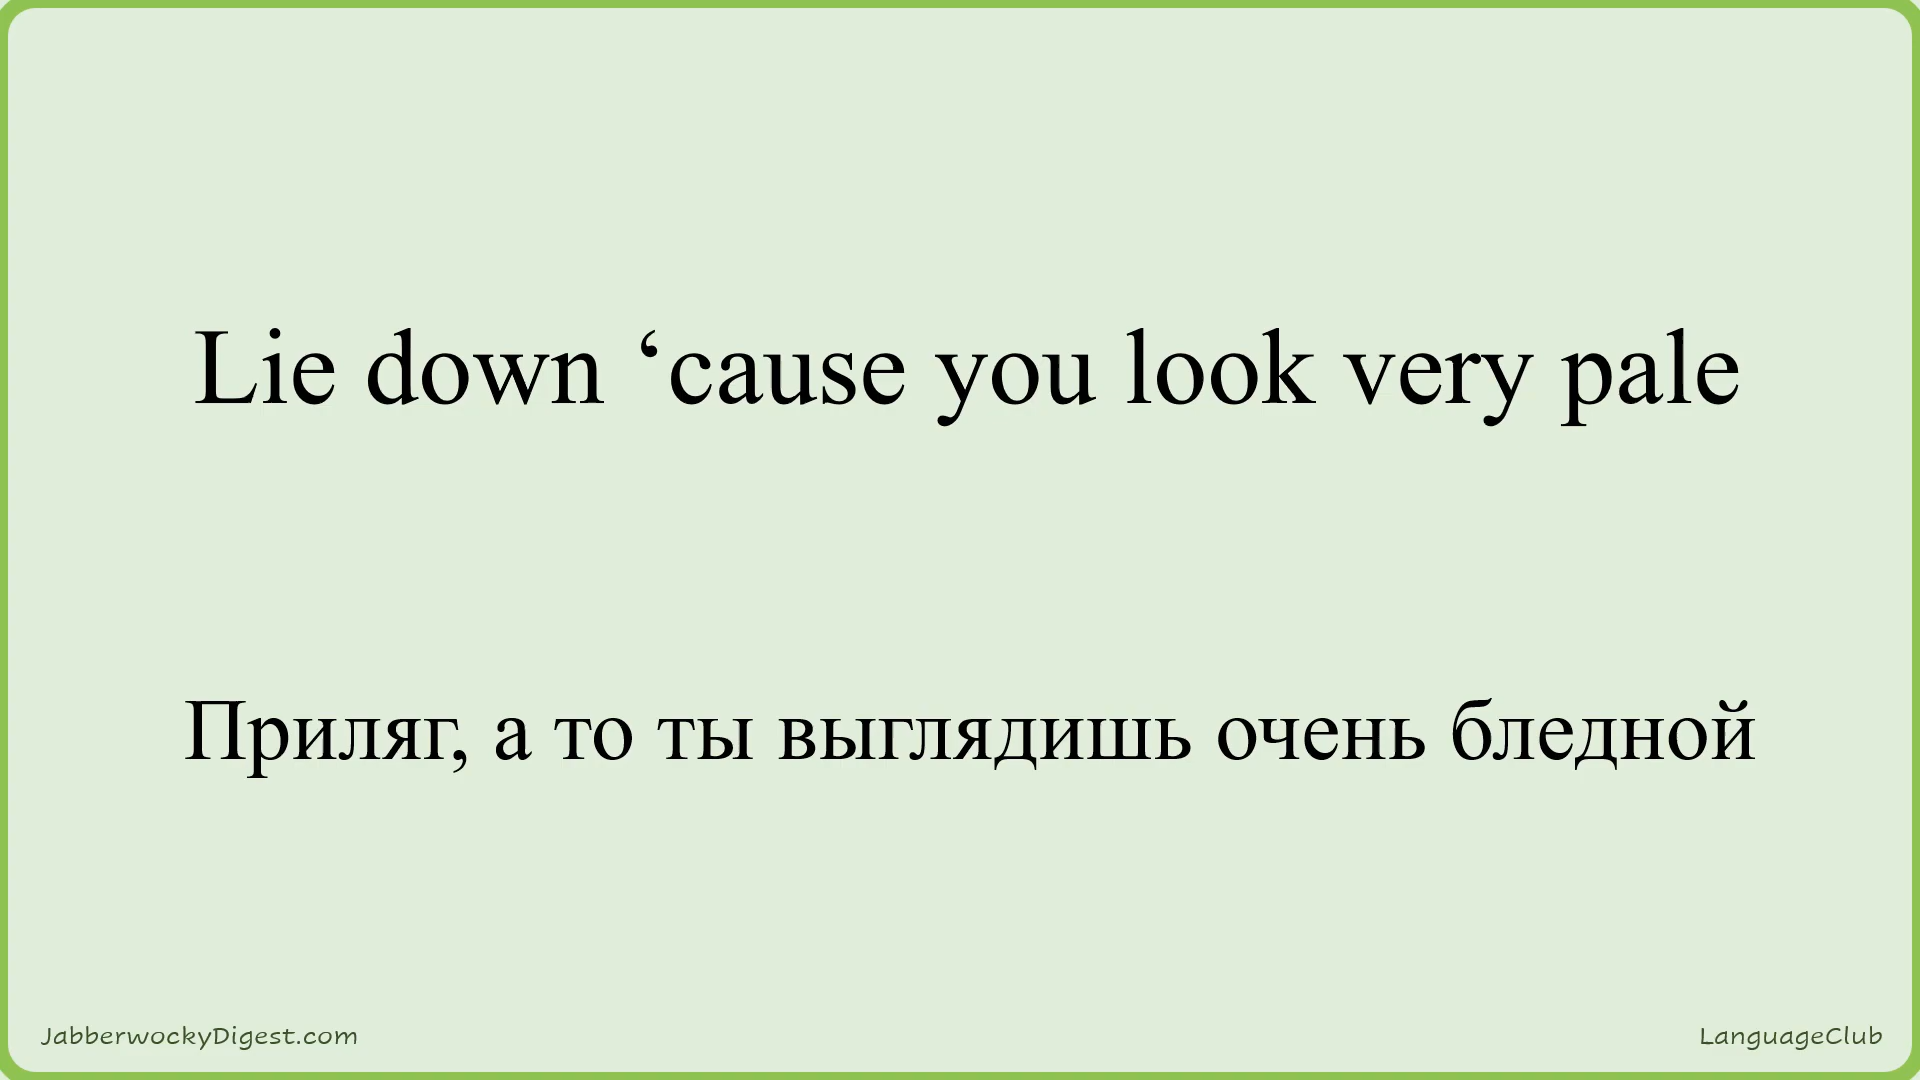 Lie down ‘cause you look very pale
Приляг, а то ты выглядишь очень бледной
JabberwockyDigest.com
LanguageClub